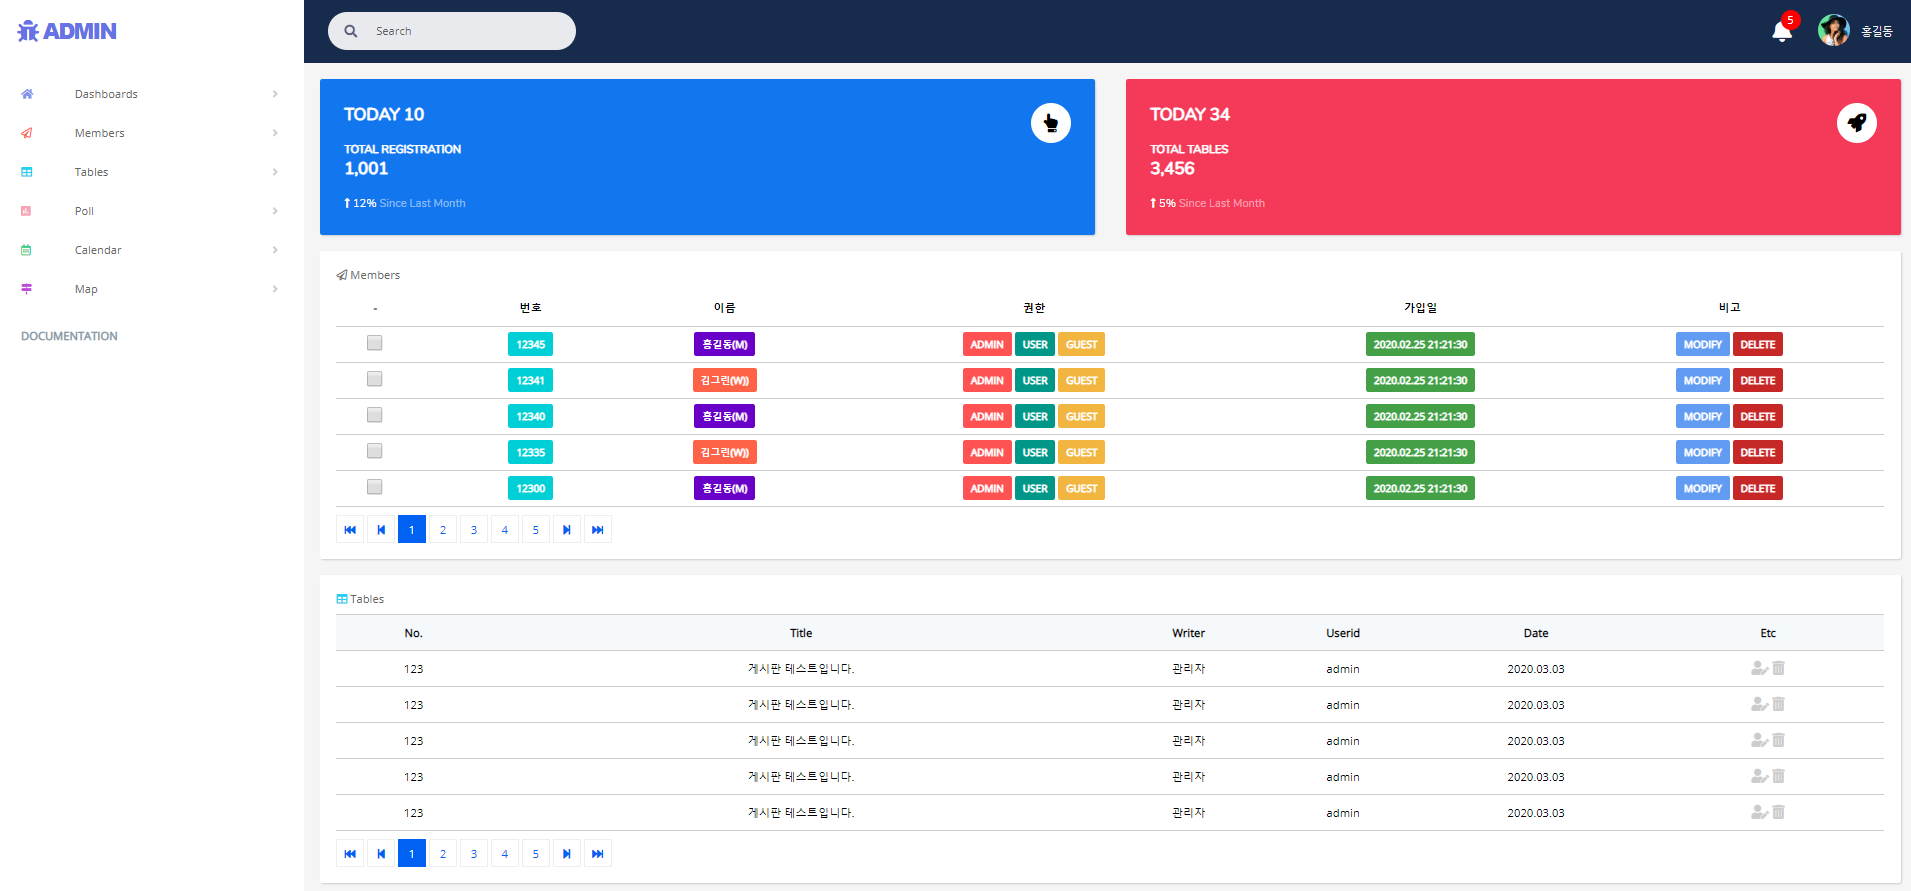 ADMIN
Search
5
홍길동
Dashboards
Members
Tables
Poll
Calendar
Map
DOCUMENTATION
TODAY 10
TOTAL REGISTRATION
1,001
12% Since Last Month
TODAY 34
TOTAL TABLES
3,456
5% Since Last Month
Members
- 번호 이름 권한 가입일 비고
12345 홍길동(M) ADMIN USER GUEST 2020.02.25 21:21:30 MODIFY DELETE
12341 김그린(W)) ADMIN USER GUEST 2020.02.25 21:21:30 MODIFY DELETE
12340 홍길동(M) ADMIN USER GUEST 2020.02.25 21:21:30 MODIFY DELETE
12335 김그린(W)) ADMIN USER GUEST 2020.02.25 21:21:30 MODIFY DELETE
12300 홍길동(M) ADMIN USER GUEST 2020.02.25 21:21:30 MODIFY DELETE
1 2 3 4 5
Tables
No. Title Writer Userid Date Etc
123 게시판 테스트입니다. 관리자 admin 2020.03.03
123 게시판 테스트입니다. 관리자 admin 2020.03.03
123 게시판 테스트입니다. 관리자 admin 2020.03.03
123 게시판 테스트입니다. 관리자 admin 2020.03.03
123 게시판 테스트입니다. 관리자 admin 2020.03.03
1 2 3 4 5